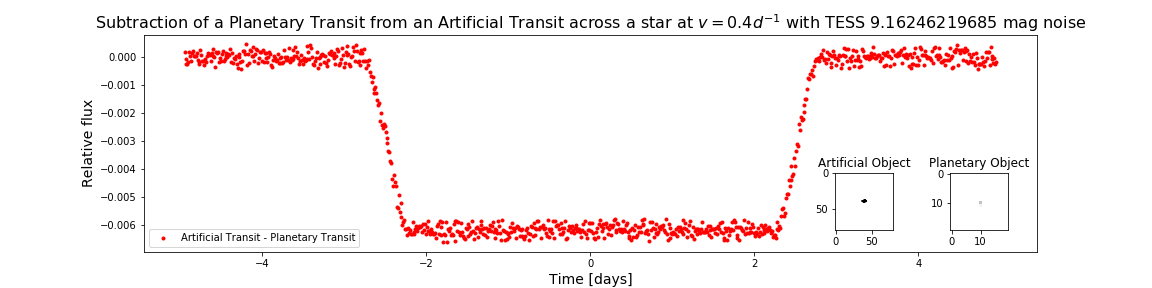 Subtraction of a Planetary Transit from an Artificial Transit across a star at v = 0.4d⁻¹ with TESS 9.16246219685 mag noise
Relative flux
0.000
−0.001
−0.002
−0.003
−0.004
−0.005
−0.006
Artificial Transit - Planetary Transit
Artificial Object
0
50
0 50
Planetary Object
0
10
0 10
−4 −2 0 2 4
Time [days]